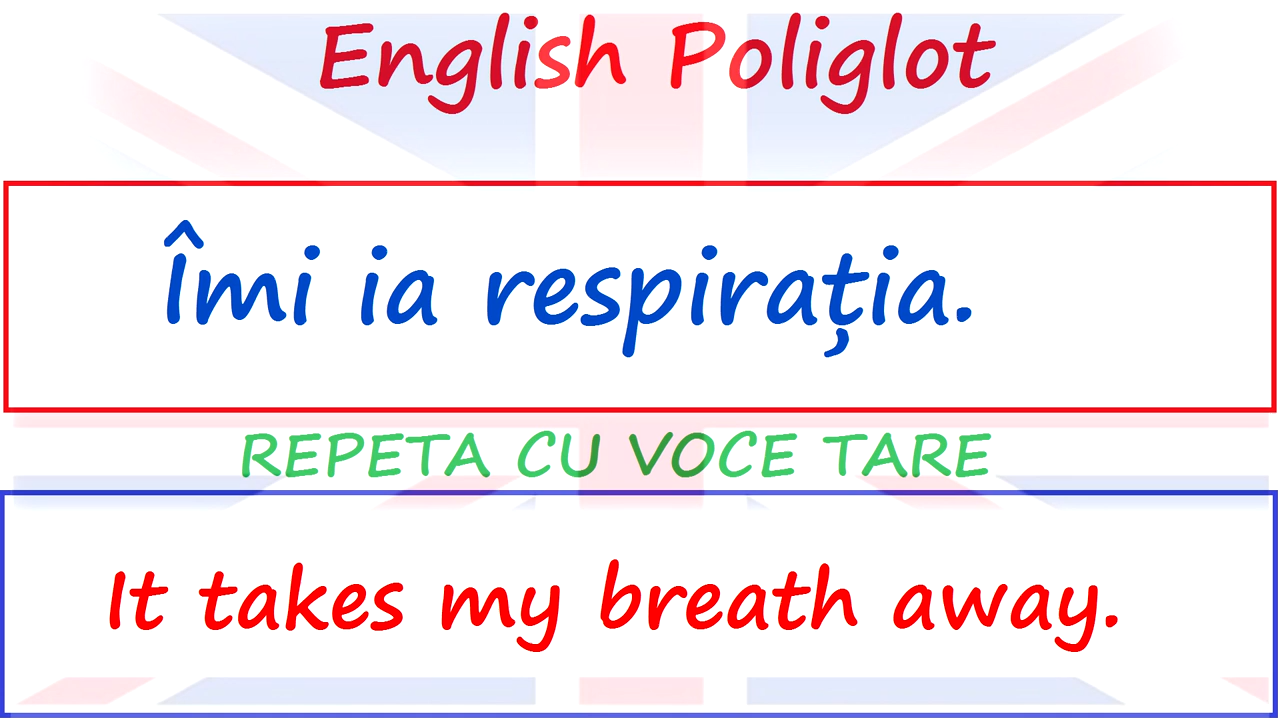 English Poliglot
Îmi ia respirația.
REPETA CU VOCE TARE
It takes my breath away.